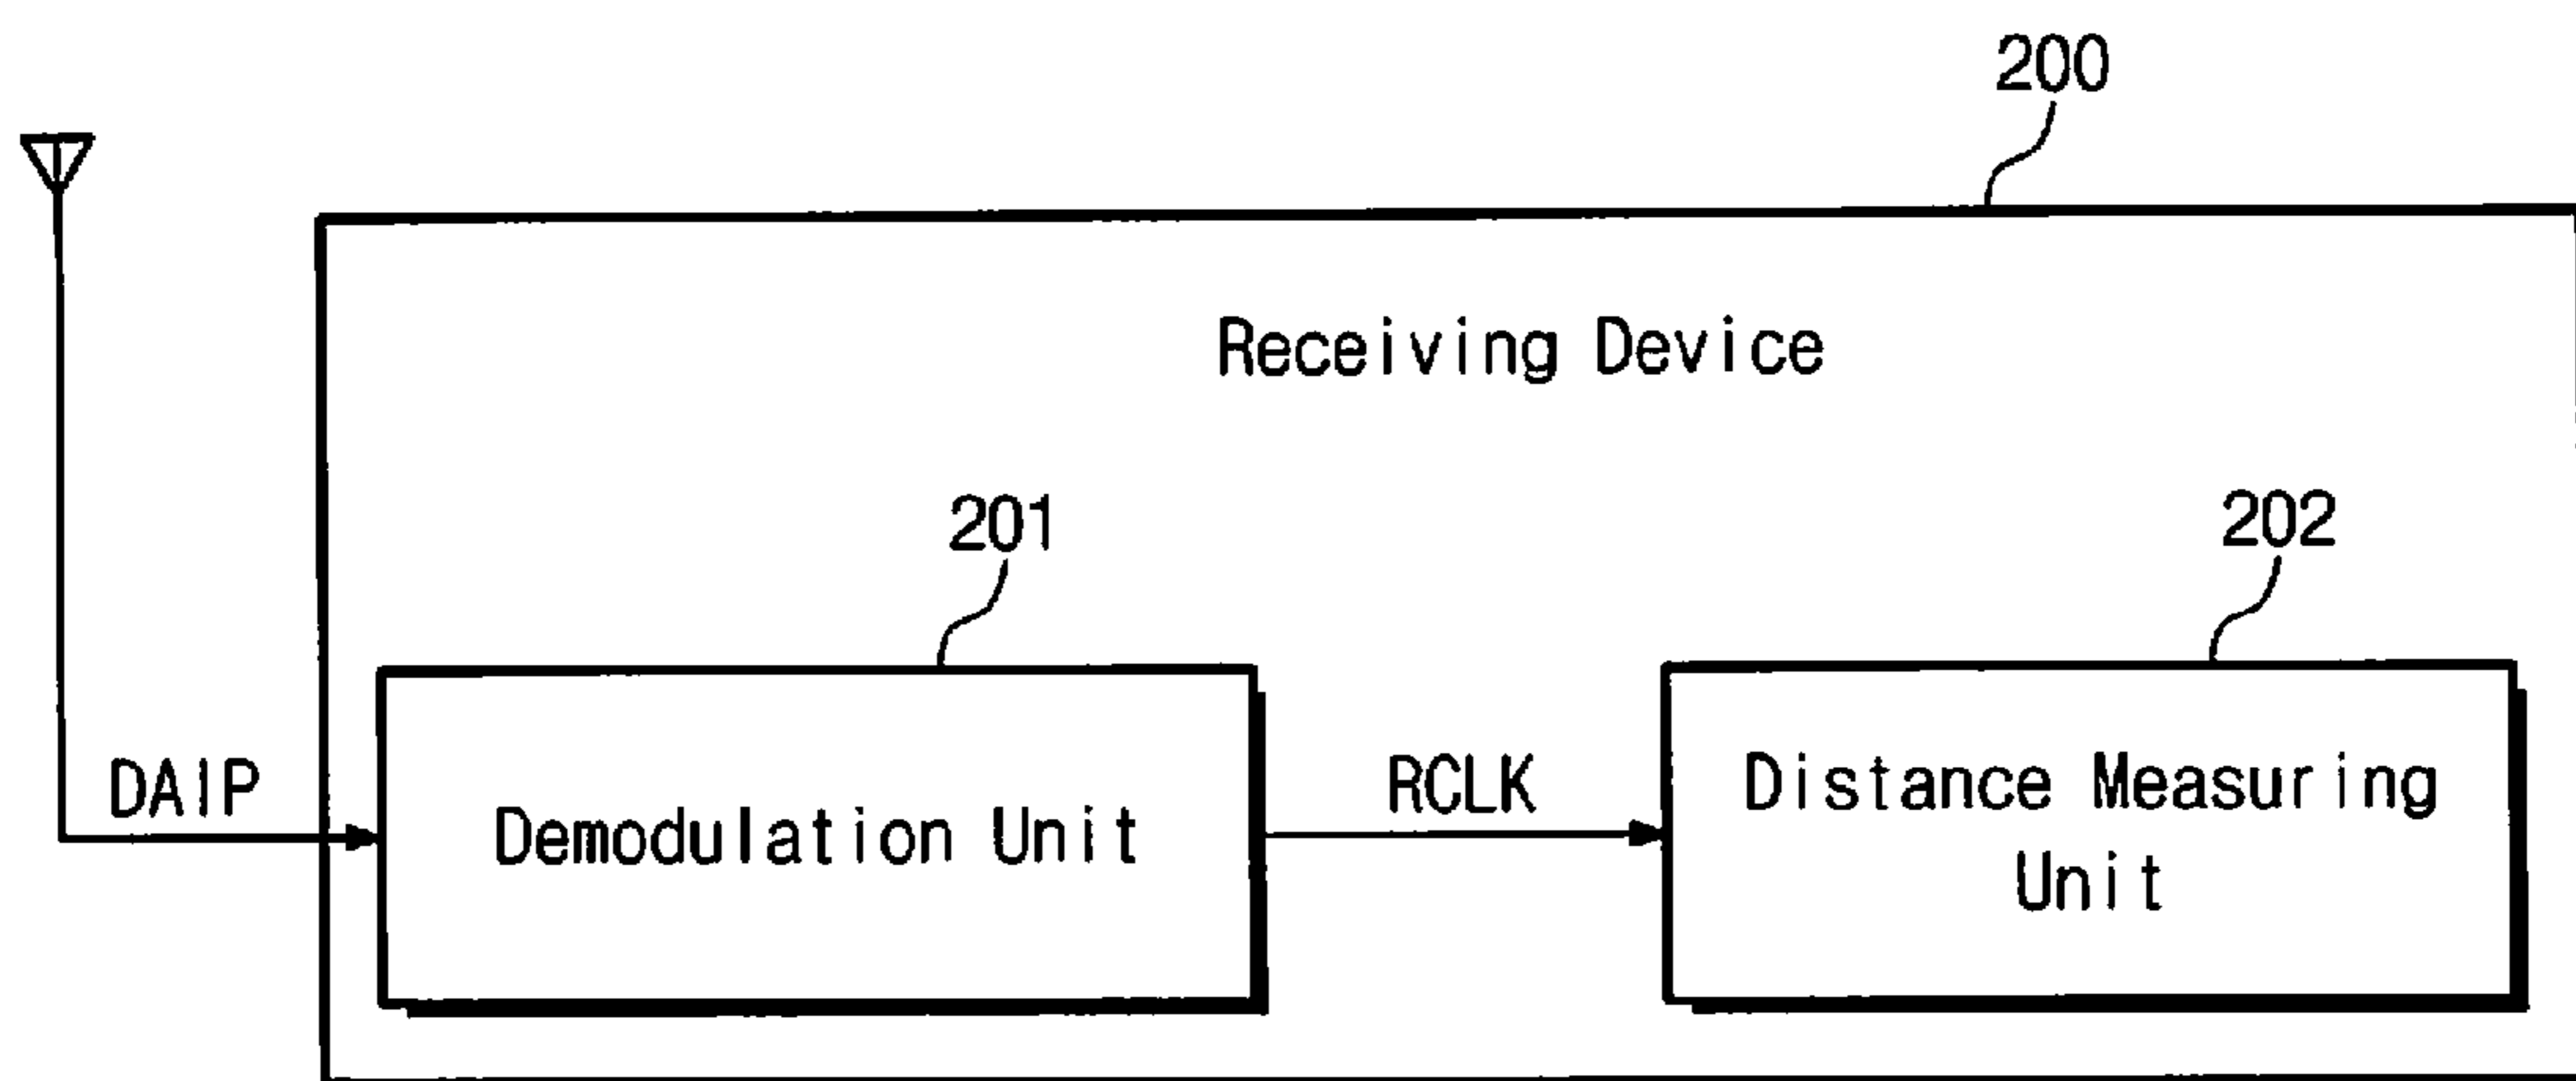 200
Receiving Device
201
202
DAIP
Demodulation Unit
RCLK
Distance Measuring
Unit